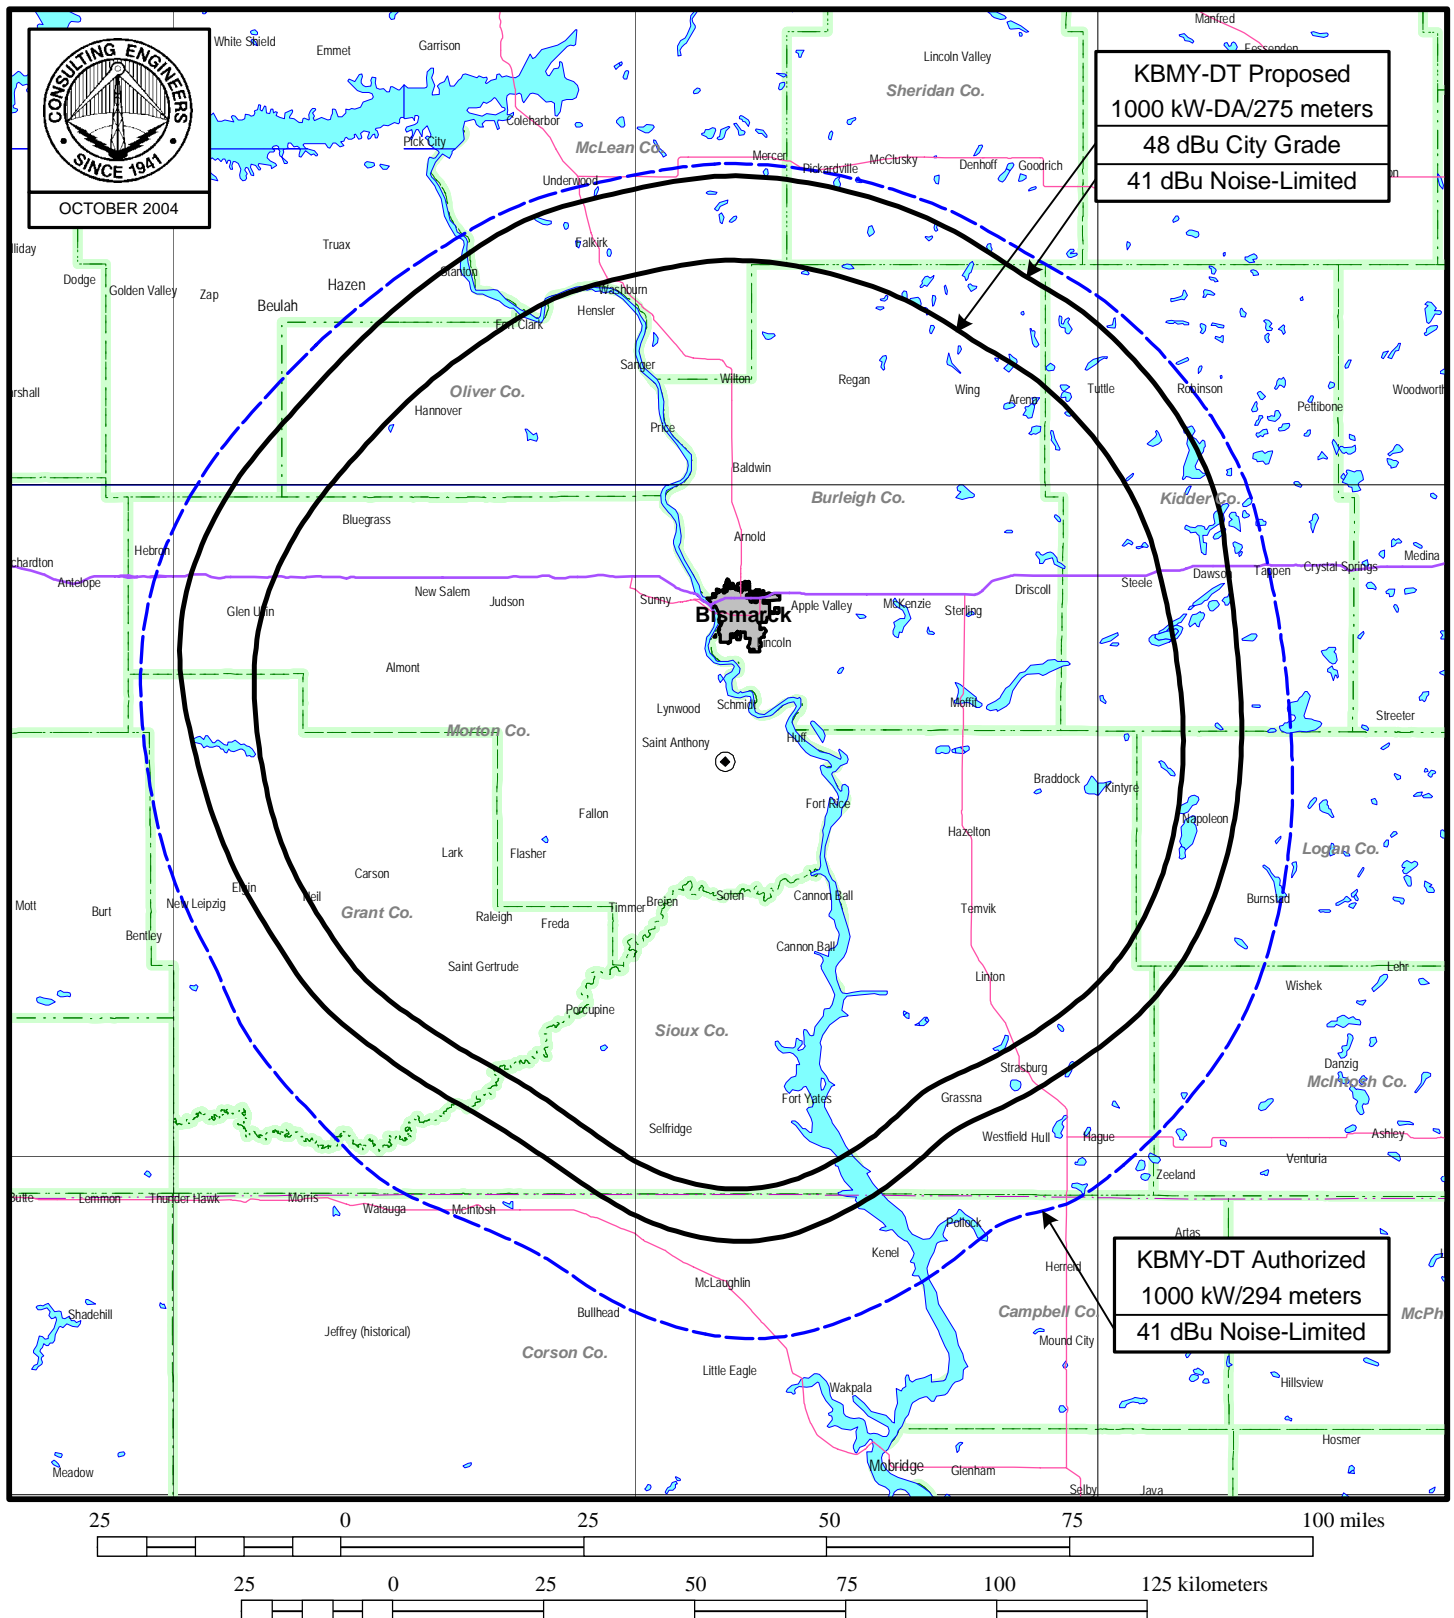 Manfred
White Shield
Emmet
Garrison
Fessenden
Lincoln Valley
CONSULTING ENGINEERS
SINCE 1941
OCTOBER 2004
KBMY-DT Proposed
1000 kW-DA/275 meters
48 dBu City Grade
41 dBu Noise-Limited
Sheridan Co.
Coleharbor
Pick City
McLean Co.
Mercer
Pickardville
McClusky
Denhoff
Goodrich
on
Underwood
Truax
Falkirk
lliday
Dodge
Golden Valley
Zap
Hazen
Beulah
Stanton
Washburn
Hensler
Fort Clark
Sanger
Wilton
Regan
Wing
Arena
Tuttle
Robinson
Pettibone
Woodworth
rshall
Oliver Co.
Hannover
Price
Baldwin
Burleigh Co.
Kidder Co.
Bluegrass
Arnold
Hebron
chardton
Antelope
Medina
Crystal Springs
Tappen
Dawson
Steele
Driscoll
New Salem
Judson
Sunny
Glen Ullin
Bismarck
Apple Valley
McKenzie
Sterling
Lincoln
Almont
Lynwood
Schmidt
Moffit
Streeter
Morton Co.
Saint Anthony
Huff
Braddock
Kintyre
Fort Rice
Fallon
Hazelton
Napoleon
Logan Co.
Lark
Flasher
Carson
Elgin
Heil
New Leipzig
Mott
Burt
Bentley
Grant Co.
Raleigh
Freda
Timmer
Breien
Solen
Cannon Ball
Temvik
Burnstad
Cannon Ball
Saint Gertrude
Linton
Lehr
Wishek
Porcupine
Sioux Co.
Strasburg
Danzig
McIntosh Co.
Fort Yates
Grassna
Selfridge
Westfield
Hull
Hague
Ashley
Venturia
Zeeland
Butte
Lemmon
Thunder Hawk
Morris
Watauga
McIntosh
Pollock
Artas
Kenel
Herreid
KBMY-DT Authorized
1000 kW/294 meters
41 dBu Noise-Limited
McLaughlin
Bullhead
Campbell Co.
McPh
Shadehill
Jeffrey (historical)
Corson Co.
Mound City
Little Eagle
Wakpala
Hillsview
Hosmer
Meadow
Mobridge
Glenham
Selby
Java
25 0 25 50 75 100 miles
25 0 25 50 75 100 125 kilometers